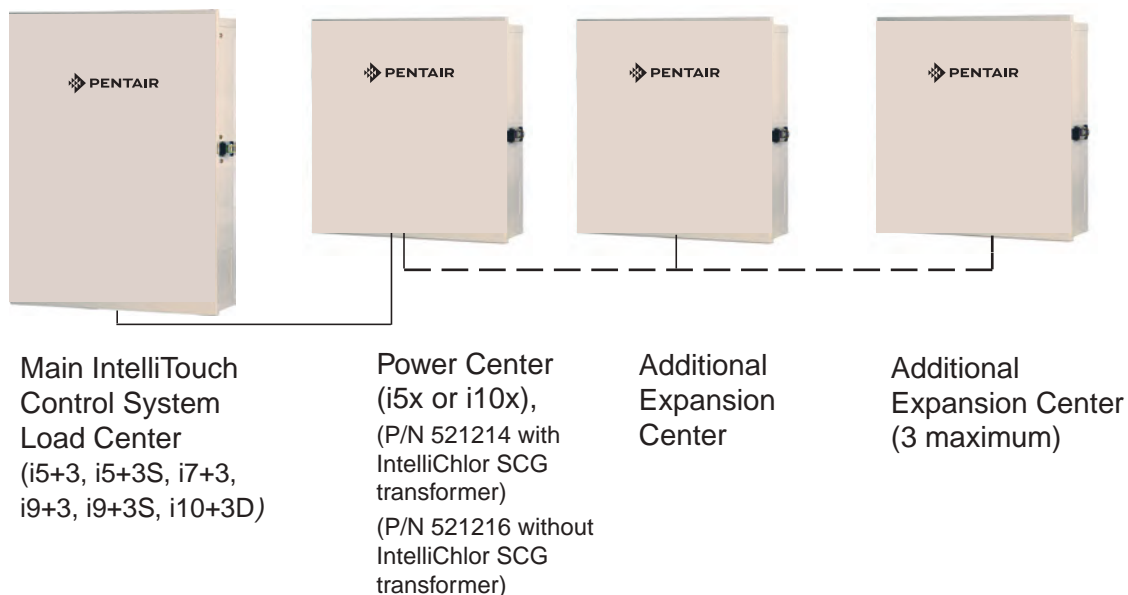 PENTAIR
PENTAIR
PENTAIR
PENTAIR
Main IntelliTouch
Control System
Load Center
(i5+3, i5+3S, i7+3,
i9+3, i9+3S, i10+3D)
Power Center
(i5x or i10x),
(P/N 521214 with
IntelliChlor SCG
transformer)
(P/N 521216 without
IntelliChlor SCG
transformer)
Additional
Expansion
Center
Additional
Expansion Center
(3 maximum)